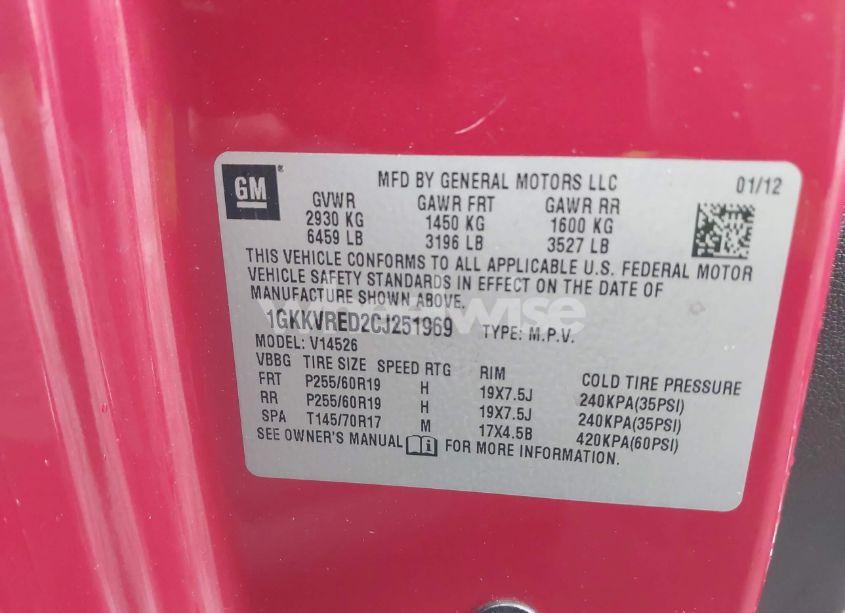 GM
MFD BY GENERAL MOTORS LLC 01/12
GVWR GAWR FRT GAWR RR
2930 KG 1450 KG 1600 KG
6459 LB 3196 LB 3527 LB
THIS VEHICLE CONFORMS TO ALL APPLICABLE U.S. FEDERAL MOTOR
VEHICLE SAFETY STANDARDS IN EFFECT ON THE DATE OF
MANUFACTURE SHOWN ABOVE.
1GKKVRED2CJ251969 TYPE: M.P.V.
MODEL: V14526
VBBG TIRE SIZE SPEED RTG RIM COLD TIRE PRESSURE
FRT P255/60R19 H 19X7.5J 240KPA(35PSI)
RR P255/60R19 H 19X7.5J 240KPA(35PSI)
SPA T145/70R17 M 17X4.5B 420KPA(60PSI)
SEE OWNER'S MANUAL FOR MORE INFORMATION.